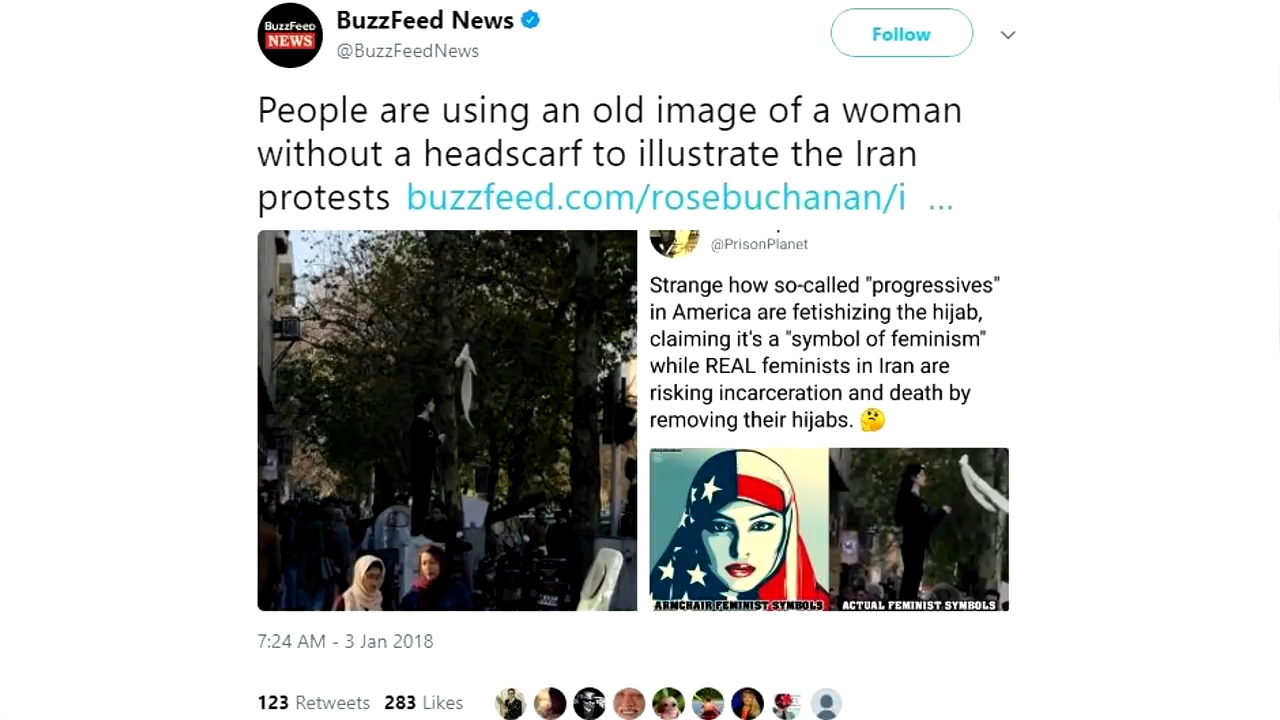 BuzzFeed NEWS
BuzzFeed News
@BuzzFeedNews
Follow
People are using an old image of a woman
without a headscarf to illustrate the Iran
protests buzzfeed.com/rosebuchanan/i ...
@PrisonPlanet
Strange how so-called "progressives"
in America are fetishizing the hijab,
claiming it's a "symbol of feminism"
while REAL feminists in Iran are
risking incarceration and death by
removing their hijabs. 🤔
ARMCHAIR FEMINIST SYMBOLS
ACTUAL FEMINIST SYMBOLS
7:24 AM - 3 Jan 2018
123 Retweets 283 Likes